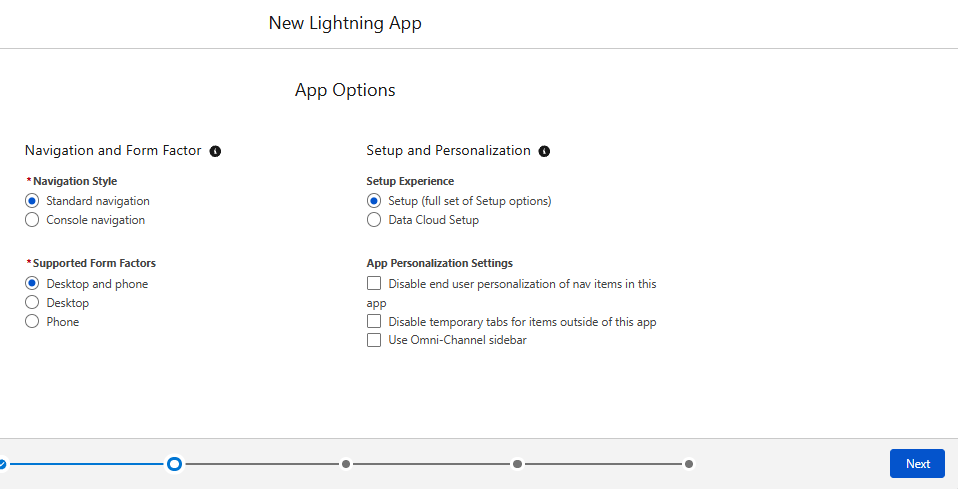 New Lightning App
App Options
Navigation and Form Factor
*Navigation Style
Standard navigation
Console navigation
*Supported Form Factors
Desktop and phone
Desktop
Phone
Setup and Personalization
Setup Experience
Setup (full set of Setup options)
Data Cloud Setup
App Personalization Settings
Disable end user personalization of nav items in this
app
Disable temporary tabs for items outside of this app
Use Omni-Channel sidebar
Next